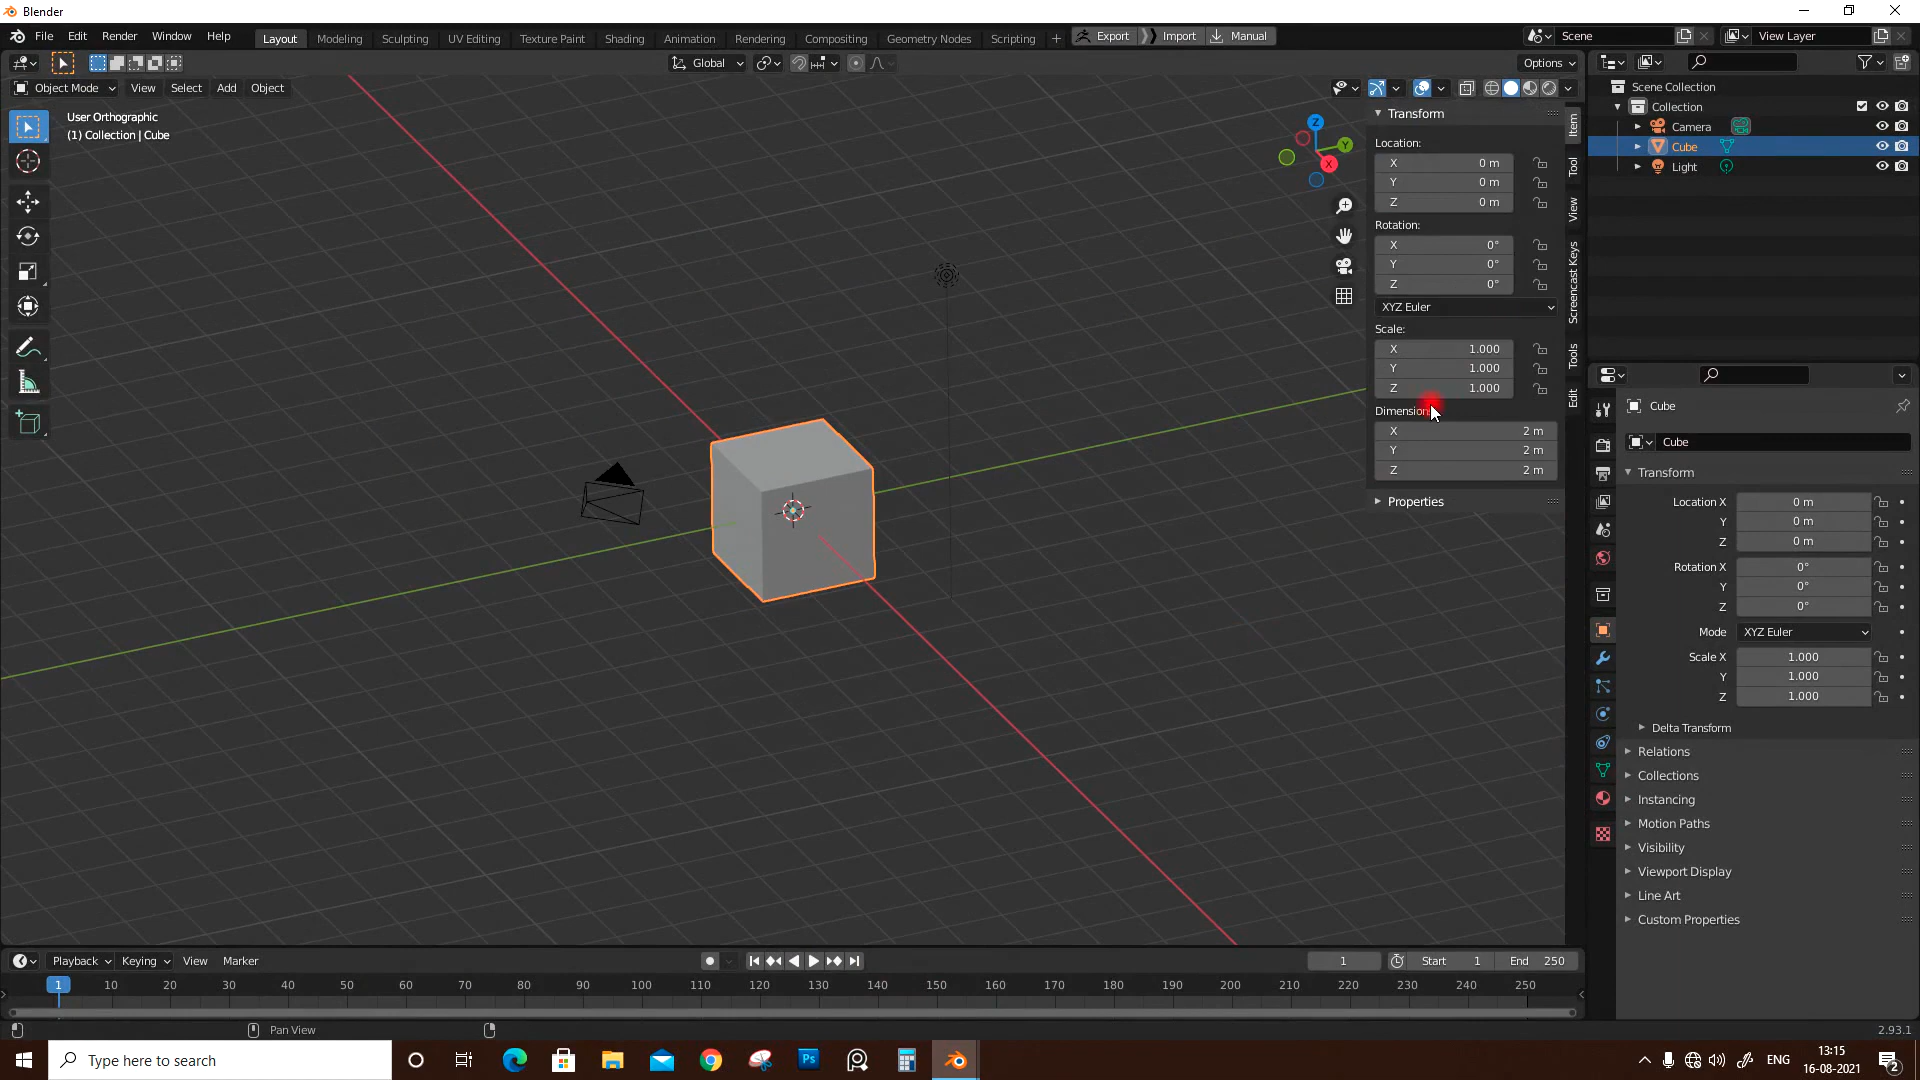 Blender
File Edit Render Window Help Layout Modeling Sculpting UV Editing Texture Paint Shading Animation Rendering Compositing Geometry Nodes Scripting + Export Import Manual Scene View Layer
Global Options
Object Mode View Select Add Object
User Orthographic
(1) Collection | Cube
Z
Y
X
Transform
Location:
X 0 m
Y 0 m
Z 0 m
Rotation:
X 0°
Y 0°
Z 0°
XYZ Euler
Scale:
X 1.000
Y 1.000
Z 1.000
Dimension
X 2 m
Y 2 m
Z 2 m
Properties
Item
Tool
View
Screencast Keys
Tools
Edit
Scene Collection
Collection
Camera
Cube
Light
Cube
Cube
Transform
Location X 0 m
Y 0 m
Z 0 m
Rotation X 0°
Y 0°
Z 0°
Mode XYZ Euler
Scale X 1.000
Y 1.000
Z 1.000
Delta Transform
Relations
Collections
Instancing
Motion Paths
Visibility
Viewport Display
Line Art
Custom Properties
Playback Keying View Marker 1 Start 1 End 250
1 10 20 30 40 50 60 70 80 90 100 110 120 130 140 150 160 170 180 190 200 210 220 230 240 250
Pan View 2.93.1
Type here to search Ps ENG 13:15
16-08-2021
2